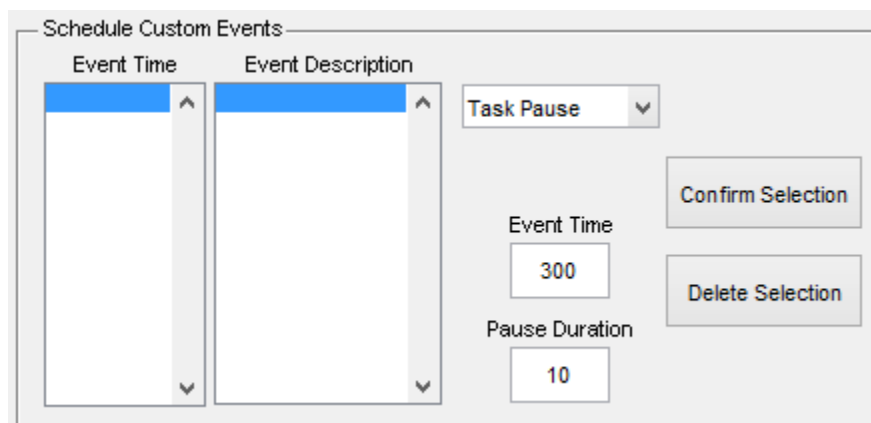 Schedule Custom Events
Event Time Event Description
Task Pause
Confirm Selection
Event Time
300
Delete Selection
Pause Duration
10